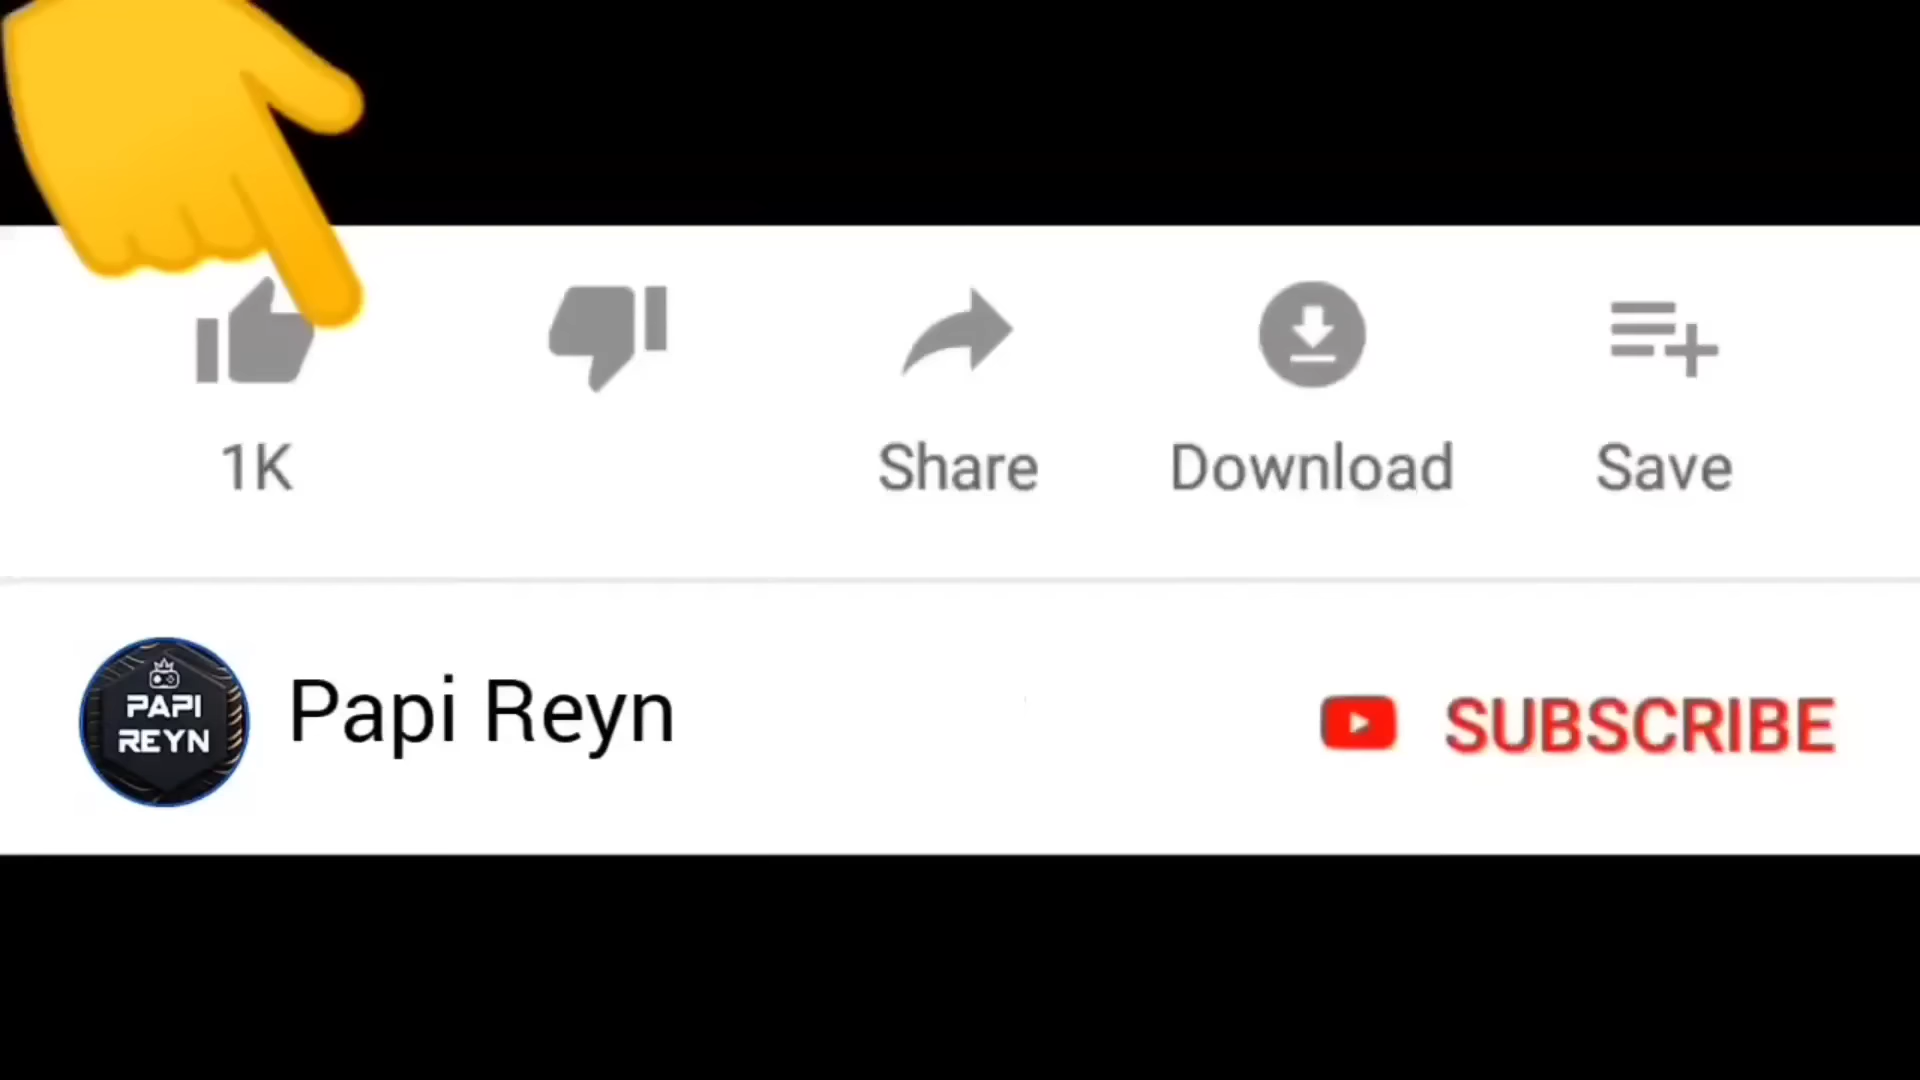 1K
Share
Download
Save
PAPI
REYN
Papi Reyn
SUBSCRIBE